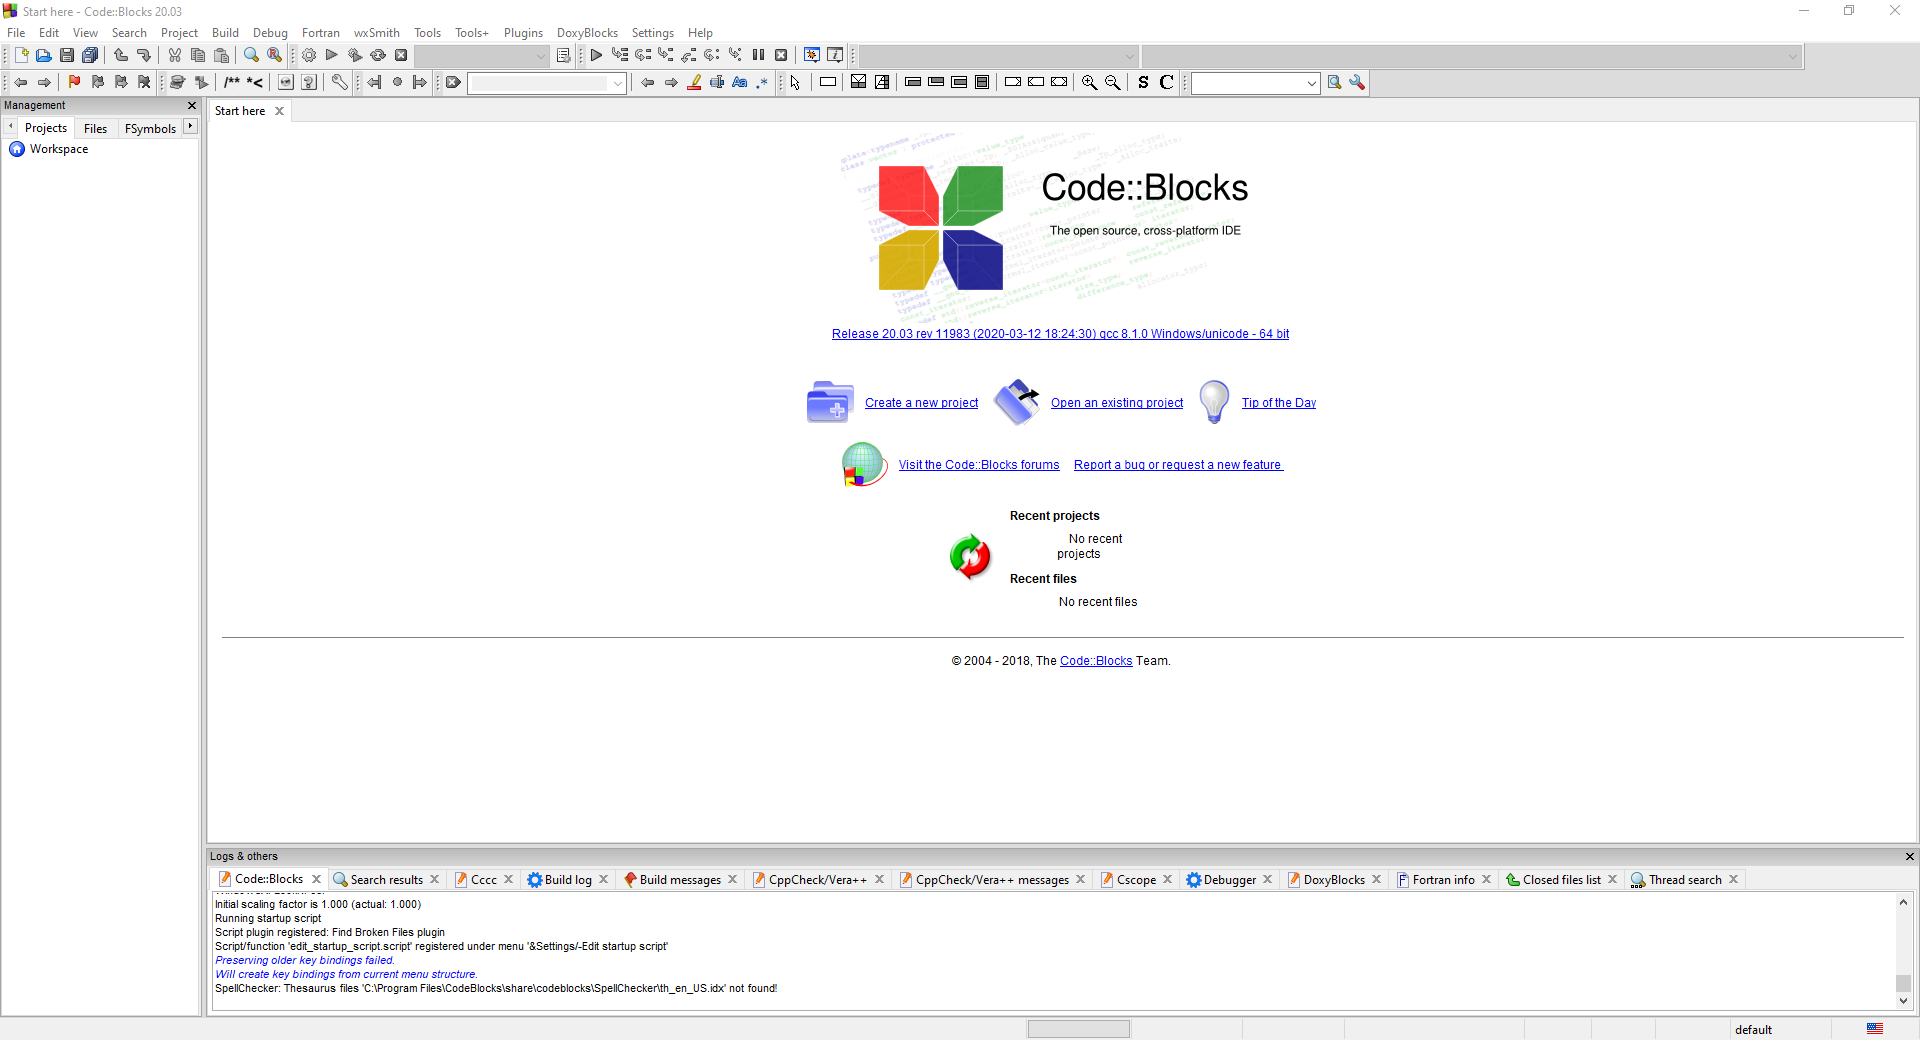 Start here - Code::Blocks 20.03
File Edit View Search Project Build Debug Fortran wxSmith Tools Tools+ Plugins DoxyBlocks Settings Help
/** *< Aa .* S C
Management
Projects Files FSymbols
Workspace
Start here
Code::Blocks
The open source, cross-platform IDE
Release 20.03 rev 11983 (2020-03-12 18:24:30) gcc 8.1.0 Windows/unicode - 64 bit
Create a new project Open an existing project Tip of the Day
Visit the Code::Blocks forums Report a bug or request a new feature
Recent projects
No recent
projects
Recent files
No recent files
© 2004 - 2018, The Code::Blocks Team.
Logs & others
Code::Blocks Search results Cccc Build log Build messages CppCheck/Vera++ CppCheck/Vera++ messages Cscope Debugger DoxyBlocks Fortran info Closed files list Thread search
Initial scaling factor is 1.000 (actual: 1.000)
Running startup script
Script plugin registered: Find Broken Files plugin
Script/function 'edit_startup_script.script' registered under menu '&Settings/-Edit startup script'
Preserving older key bindings failed.
Will create key bindings from current menu structure.
SpellChecker: Thesaurus files 'C:\Program Files\CodeBlocks\share\codeblocks\SpellChecker\th_en_US.idx' not found!
default